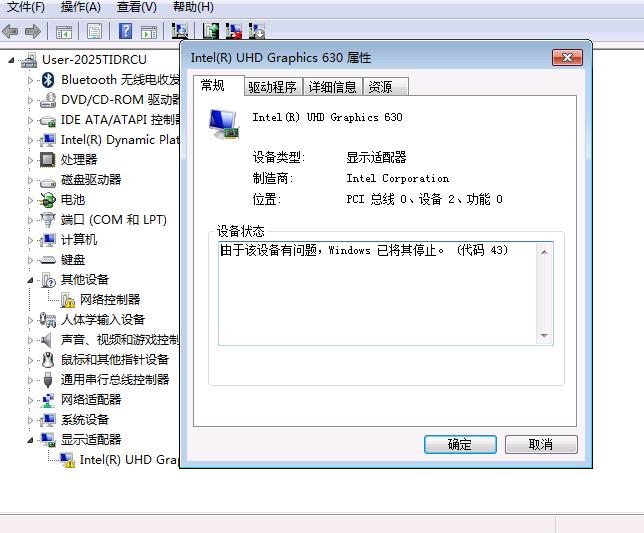 文件(F) 操作(A) 查看(V) 帮助(H)
User-2025TIDRCU
Bluetooth 无线电收发
DVD/CD-ROM 驱动器
IDE ATA/ATAPI 控制器
Intel(R) Dynamic Plat
处理器
磁盘驱动器
电池
端口 (COM 和 LPT)
计算机
键盘
其他设备
网络控制器
人体学输入设备
声音、视频和游戏控制
鼠标和其他指针设备
通用串行总线控制器
网络适配器
系统设备
显示适配器
Intel(R) UHD Grap
Intel(R) UHD Graphics 630 属性
常规 驱动程序 详细信息 资源
Intel(R) UHD Graphics 630
设备类型: 显示适配器
制造商: Intel Corporation
位置: PCI 总线 0、设备 2、功能 0
设备状态
由于该设备有问题，Windows 已将其停止。 (代码 43)
确定 取消